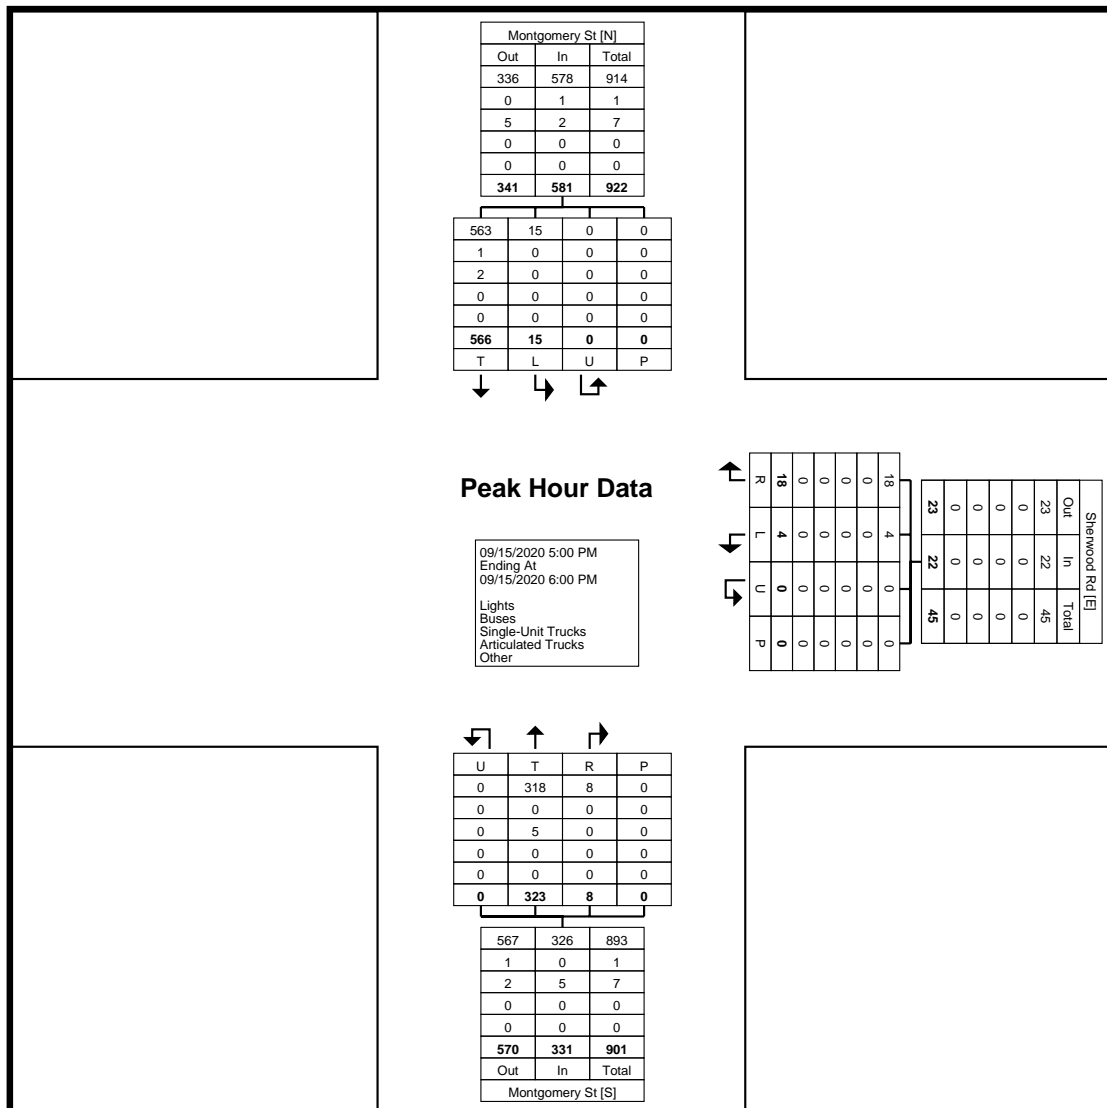 Montgomery St [N]
Out In Total
336 578 914
0 1 1
5 2 7
0 0 0
0 0 0
341 581 922
563 15 0 0
1 0 0 0
2 0 0 0
0 0 0 0
0 0 0 0
566 15 0 0
T L U P
Peak Hour Data
09/15/2020 5:00 PM
Ending At
09/15/2020 6:00 PM
Lights
Buses
Single-Unit Trucks
Articulated Trucks
Other
Sherwood Rd [E]
Out In Total
23 22 45
0 0 0
0 0 0
0 0 0
0 0 0
23 22 45
18 4 0 0
0 0 0 0
0 0 0 0
0 0 0 0
0 0 0 0
18 4 0 0
R L U P
U T R P
0 318 8 0
0 0 0 0
0 5 0 0
0 0 0 0
0 0 0 0
0 323 8 0
567 326 893
1 0 1
2 5 7
0 0 0
0 0 0
570 331 901
Out In Total
Montgomery St [S]